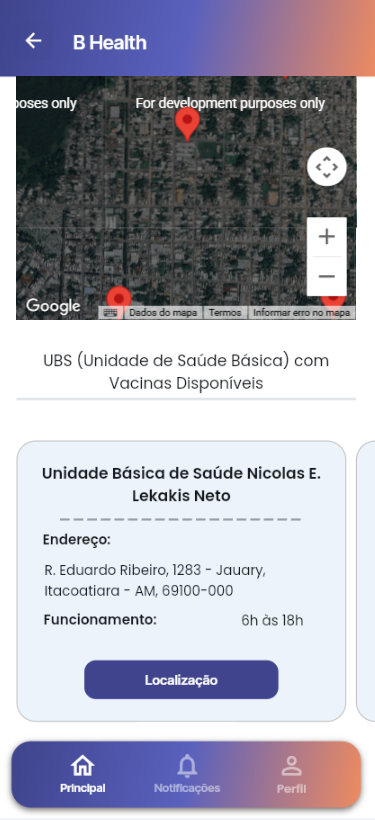 B Health
poses only
For development purposes only
Google
Dados do mapa
Termos
Informar erro no mapa
UBS (Unidade de Saúde Básica) com
Vacinas Disponíveis
Unidade Básica de Saúde Nicolas E.
Lekakis Neto
Endereço:
R. Eduardo Ribeiro, 1283 - Jauary,
Itacoatiara - AM, 69100-000
Funcionamento: 6h às 18h
Localização
Principal
Notificações
Perfil